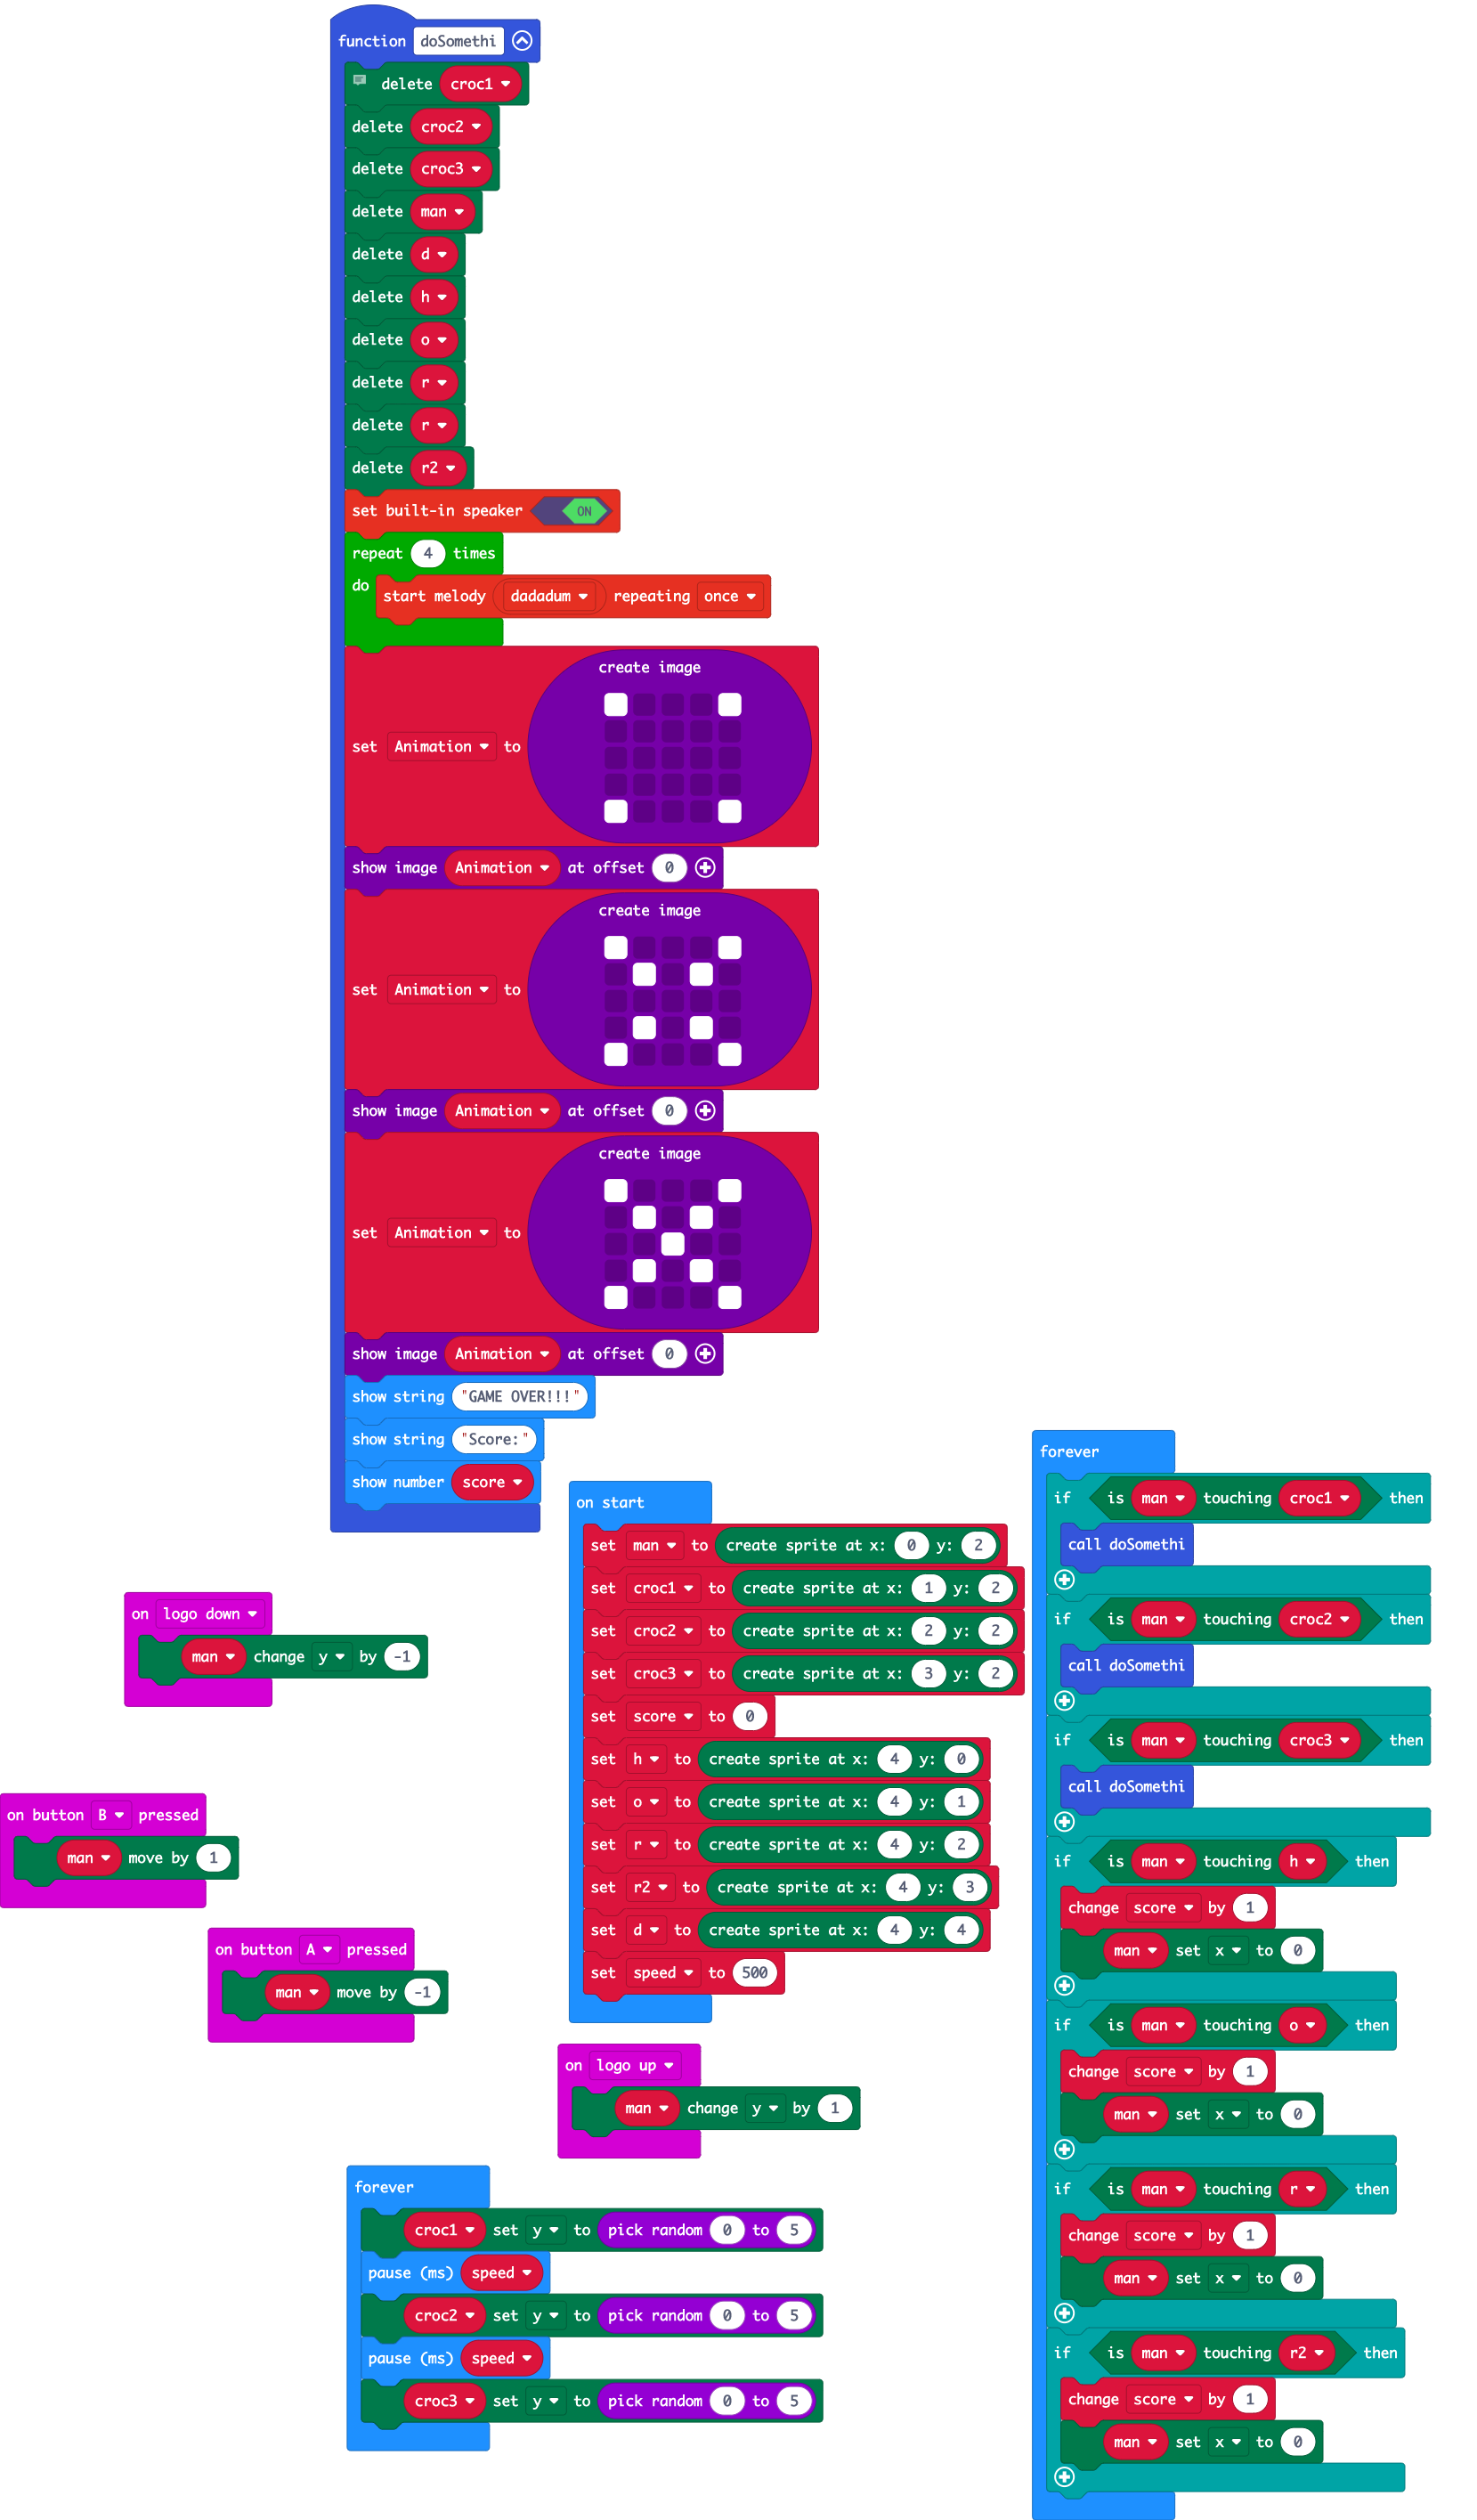 function doSomethi
delete croc1
delete croc2
delete croc3
delete man
delete d
delete h
delete o
delete r
delete r
delete r2
set built-in speaker ON
repeat 4 times
do start melody dadadum repeating once
create image
set Animation to
show image Animation at offset 0
create image
set Animation to
show image Animation at offset 0
create image
set Animation to
show image Animation at offset 0
show string "GAME OVER!!!"
show string "Score:"
show number score
on logo down
man change y by -1
on button B pressed
man move by 1
on button A pressed
man move by -1
on start
set man to create sprite at x: 0 y: 2
set croc1 to create sprite at x: 1 y: 2
set croc2 to create sprite at x: 2 y: 2
set croc3 to create sprite at x: 3 y: 2
set score to 0
set h to create sprite at x: 4 y: 0
set o to create sprite at x: 4 y: 1
set r to create sprite at x: 4 y: 2
set r2 to create sprite at x: 4 y: 3
set d to create sprite at x: 4 y: 4
set speed to 500
on logo up
man change y by 1
forever
croc1 set y to pick random 0 to 5
pause (ms) speed
croc2 set y to pick random 0 to 5
pause (ms) speed
croc3 set y to pick random 0 to 5
forever
if is man touching croc1 then
call doSomethi
if is man touching croc2 then
call doSomethi
if is man touching croc3 then
call doSomethi
if is man touching h then
change score by 1
man set x to 0
if is man touching o then
change score by 1
man set x to 0
if is man touching r then
change score by 1
man set x to 0
if is man touching r2 then
change score by 1
man set x to 0